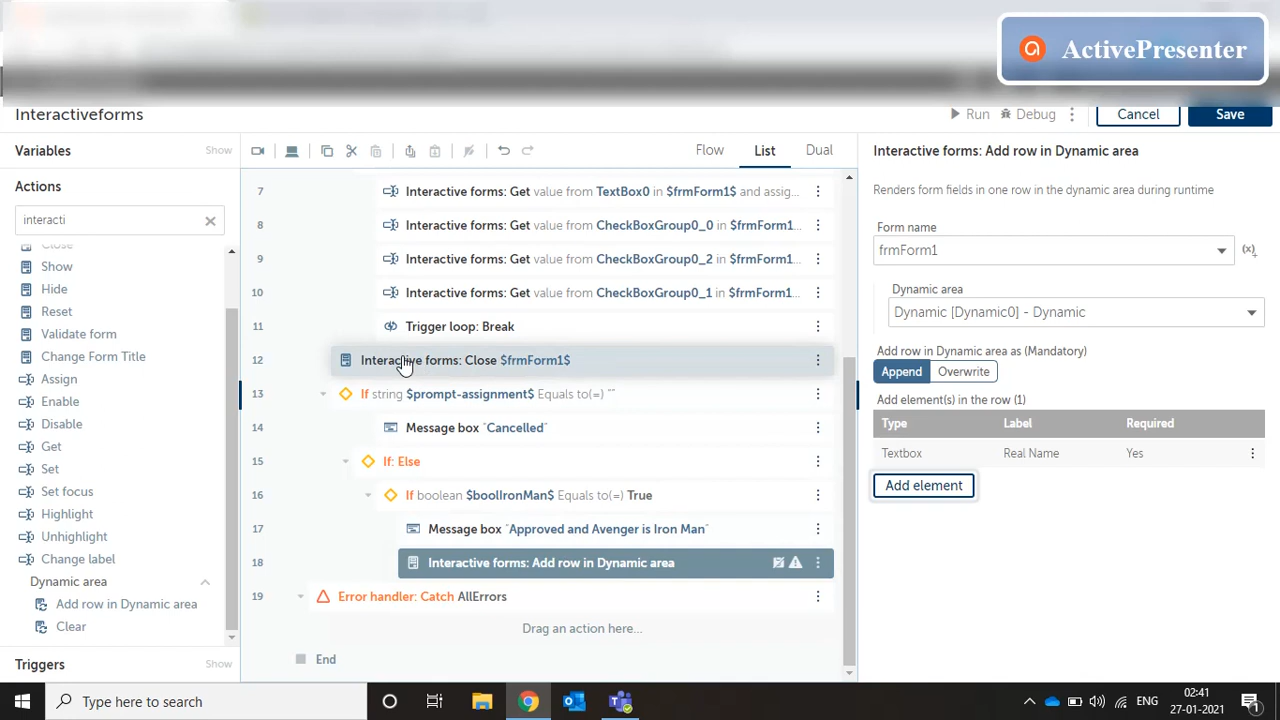 ActivePresenter
Interactiveforms
Run
Debug
Cancel
Save
Variables
Show
Flow
List
Dual
Interactive forms: Add row in Dynamic area
Actions
Renders form fields in one row in the dynamic area during runtime
interacti
7 Interactive forms: Get value from TextBox0 in $frmForm1$ and assig...
Form name
Close
8 Interactive forms: Get value from CheckBoxGroup0_0 in $frmForm1...
frmForm1
Show
9 Interactive forms: Get value from CheckBoxGroup0_2 in $frmForm1...
Hide
Dynamic area
10 Interactive forms: Get value from CheckBoxGroup0_1 in $frmForm1...
Reset
Dynamic [Dynamic0] - Dynamic
Validate form
11 Trigger loop: Break
Change Form Title
Add row in Dynamic area as (Mandatory)
12 Interactive forms: Close $frmForm1$
Append
Overwrite
Assign
13 If string $prompt-assignment$ Equals to(=) ""
Add element(s) in the row (1)
Enable
Type Label Required
Disable
14 Message box "Cancelled"
Get
Textbox Real Name Yes
Set
15 If: Else
Add element
Set focus
16 If boolean $boolIronMan$ Equals to(=) True
Highlight
17 Message box "Approved and Avenger is Iron Man"
Unhighlight
Change label
18 Interactive forms: Add row in Dynamic area
Dynamic area
19 Error handler: Catch AllErrors
Add row in Dynamic area
Clear
Drag an action here...
End
Triggers
Show
Type here to search
ENG
02:41
27-01-2021